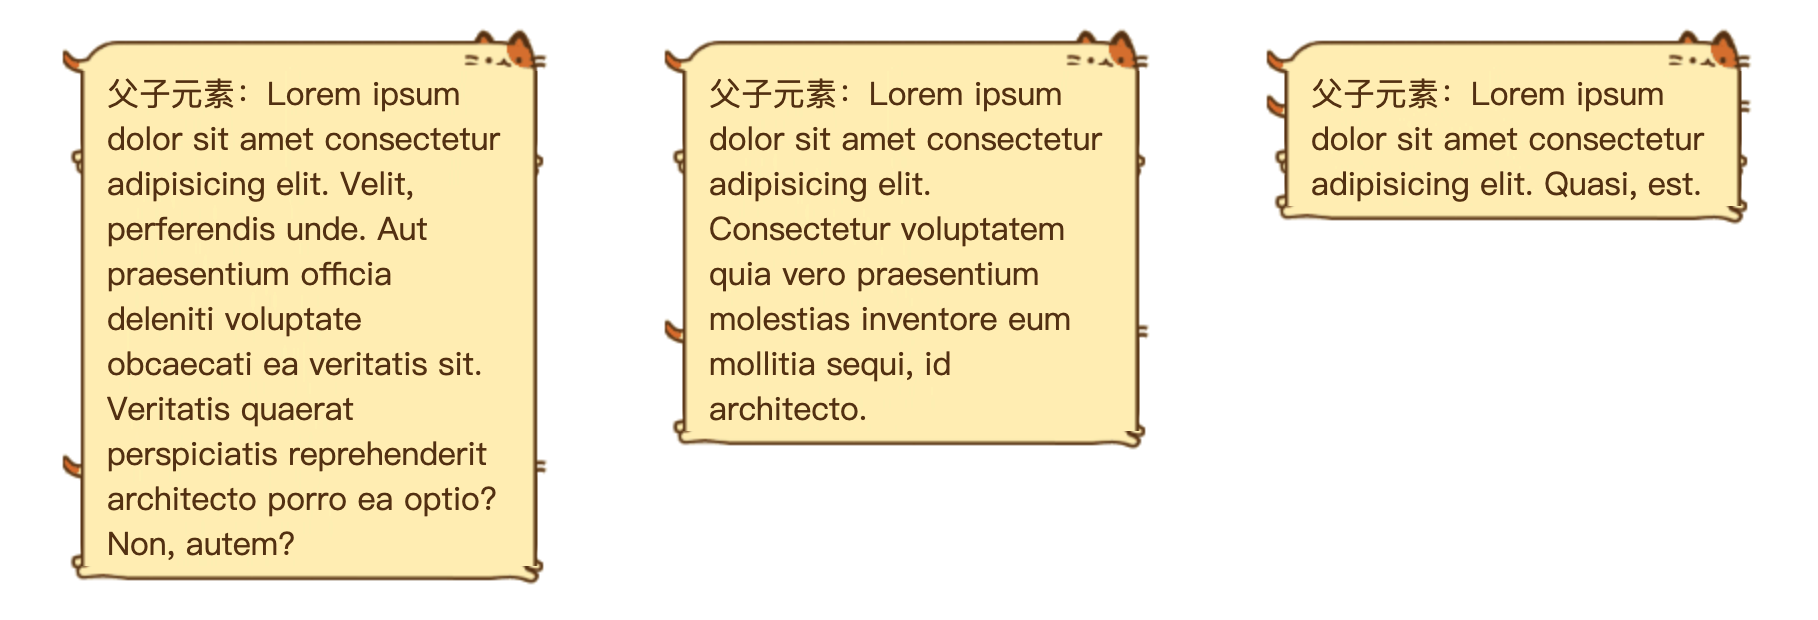 父子元素：Lorem ipsum
dolor sit amet consectetur
adipisicing elit. Velit,
perferendis unde. Aut
praesentium officia
deleniti voluptate
obcaecati ea veritatis sit.
Veritatis quaerat
perspiciatis reprehenderit
architecto porro ea optio?
Non, autem?
父子元素：Lorem ipsum
dolor sit amet consectetur
adipisicing elit.
Consectetur voluptatem
quia vero praesentium
molestias inventore eum
mollitia sequi, id
architecto.
父子元素：Lorem ipsum
dolor sit amet consectetur
adipisicing elit. Quasi, est.